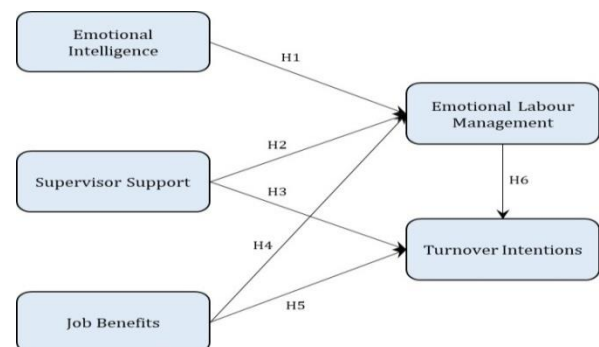 Emotional
Intelligence
H1
Emotional Labour
Management
H2
Supervisor Support
H3
H6
H4
Turnover Intentions
H5
Job Benefits